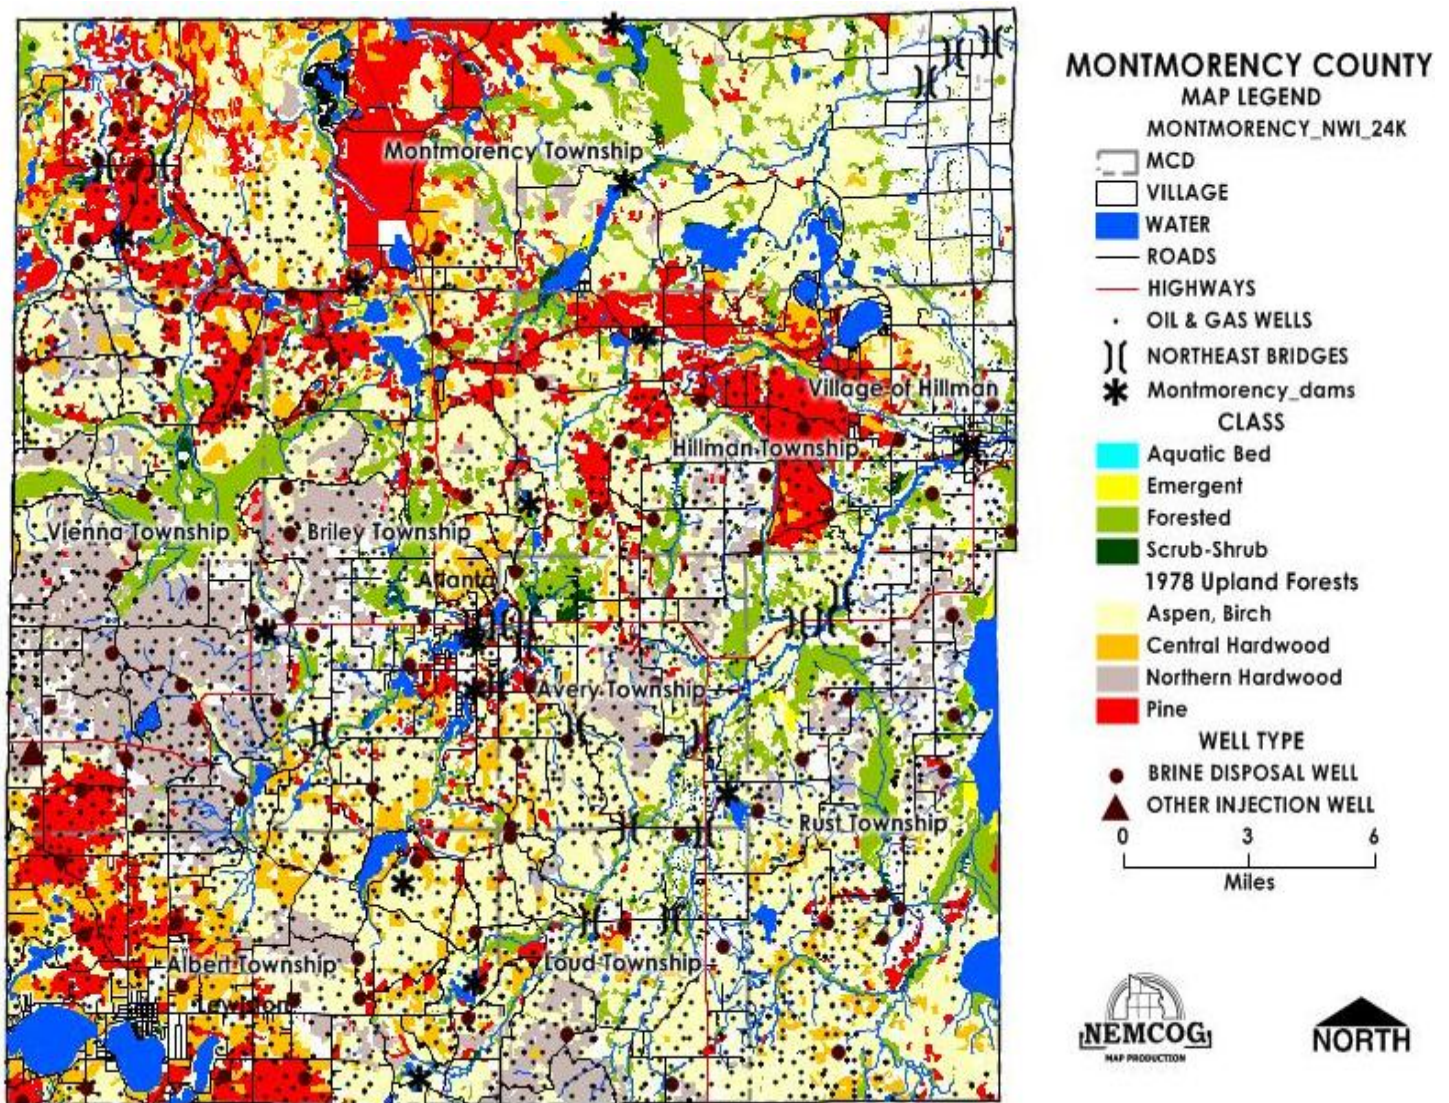 Montmorency Township
Village of Hillman
Hillman Township
Vienna Township
Briley Township
Atlanta
Avery Township
Rust Township
Albert Township
Loud Township
Lewiston
MONTMORENCY COUNTY
MAP LEGEND
MONTMORENCY_NWI_24K
MCD
VILLAGE
WATER
ROADS
HIGHWAYS
OIL & GAS WELLS
NORTHEAST BRIDGES
Montmorency_dams
CLASS
Aquatic Bed
Emergent
Forested
Scrub-Shrub
1978 Upland Forests
Aspen, Birch
Central Hardwood
Northern Hardwood
Pine
WELL TYPE
BRINE DISPOSAL WELL
OTHER INJECTION WELL
0 3 6
Miles
NEMCOG
MAP PRODUCTION
NORTH